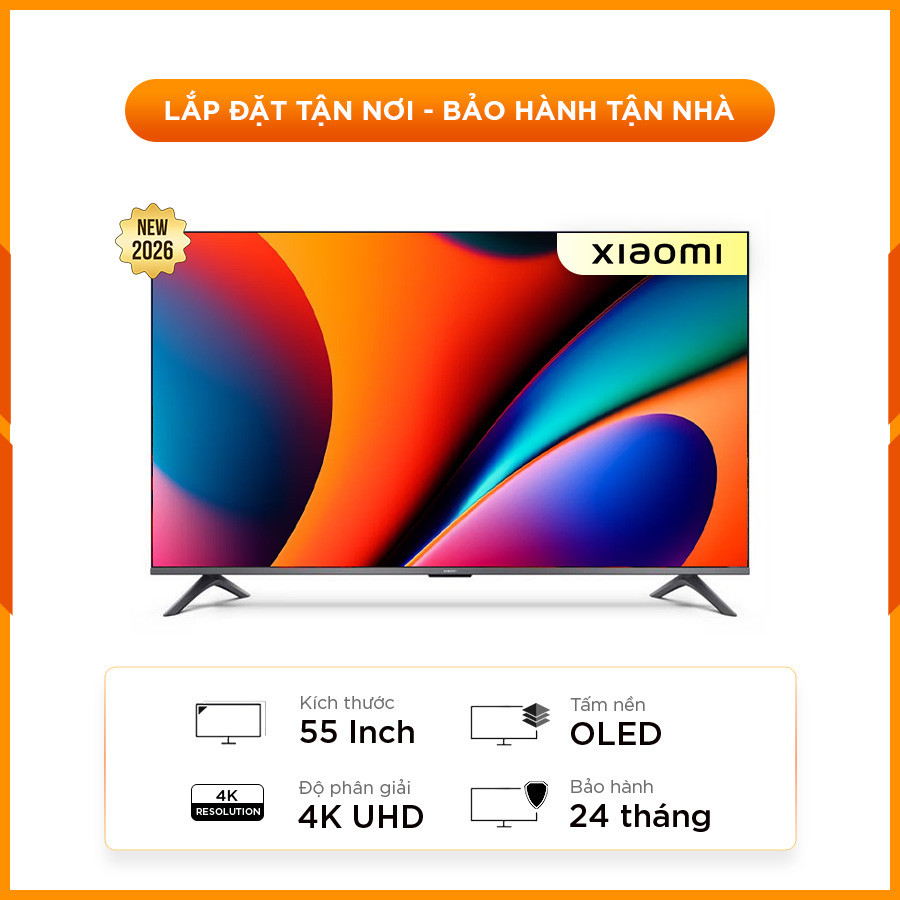 LẮP ĐẶT TẬN NƠI - BẢO HÀNH TẬN NHÀ
NEW
2026
xiaomi
Kích thước
55 Inch
Tấm nền
OLED
4K
RESOLUTION
Độ phân giải
4K UHD
Bảo hành
24 tháng